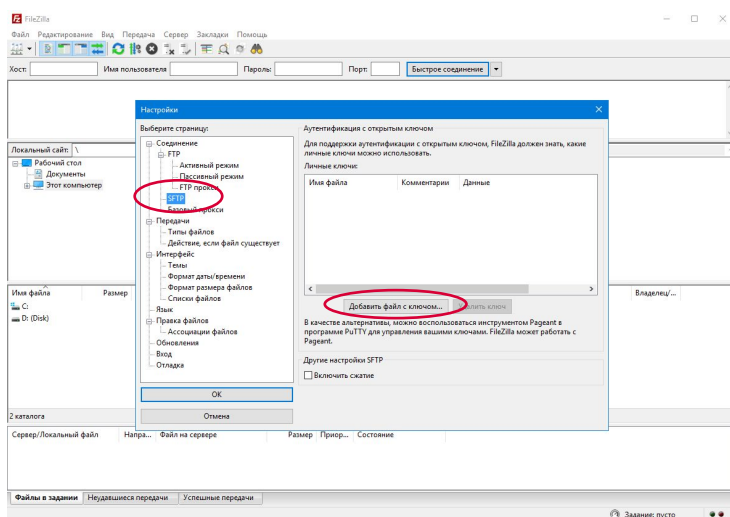 FileZilla
Файл Редактирование Вид Передача Сервер Закладки Помощь
Хост: Имя пользователя Пароль: Порт: Быстрое соединение
Настройки
Выберите страницу:
Соединение
FTP
Активный режим
Пассивный режим
FTP прокси
SFTP
Базовый прокси
Передачи
Типы файлов
Действие, если файл существует
Интерфейс
Темы
Формат даты/времени
Формат размера файлов
Списки файлов
Язык
Правка файлов
Ассоциации файлов
Обновления
Вход
Отладка
OK
Отмена
Аутентификация с открытым ключом
Для поддержки аутентификации с открытым ключом, FileZilla должен знать, какие
личные ключи можно использовать.
Личные ключи:
Имя файла Комментарии Данные
Добавить файл с ключом... Удалить ключ
В качестве альтернативы, можно воспользоваться инструментом Pageant в
программе PuTTY для управления вашими ключами. FileZilla может работать с
Pageant.
Другие настройки SFTP
Включить сжатие
Локальный сайт: \
Рабочий стол
Документы
Этот компьютер
Имя файла Размер Владелец/...
C:
D: (Disk)
2 каталога
Сервер/Локальный файл Напра... Файл на сервере Размер Приор... Состояние
Файлы в задании Неудавшиеся передачи Успешные передачи
Задание: пусто